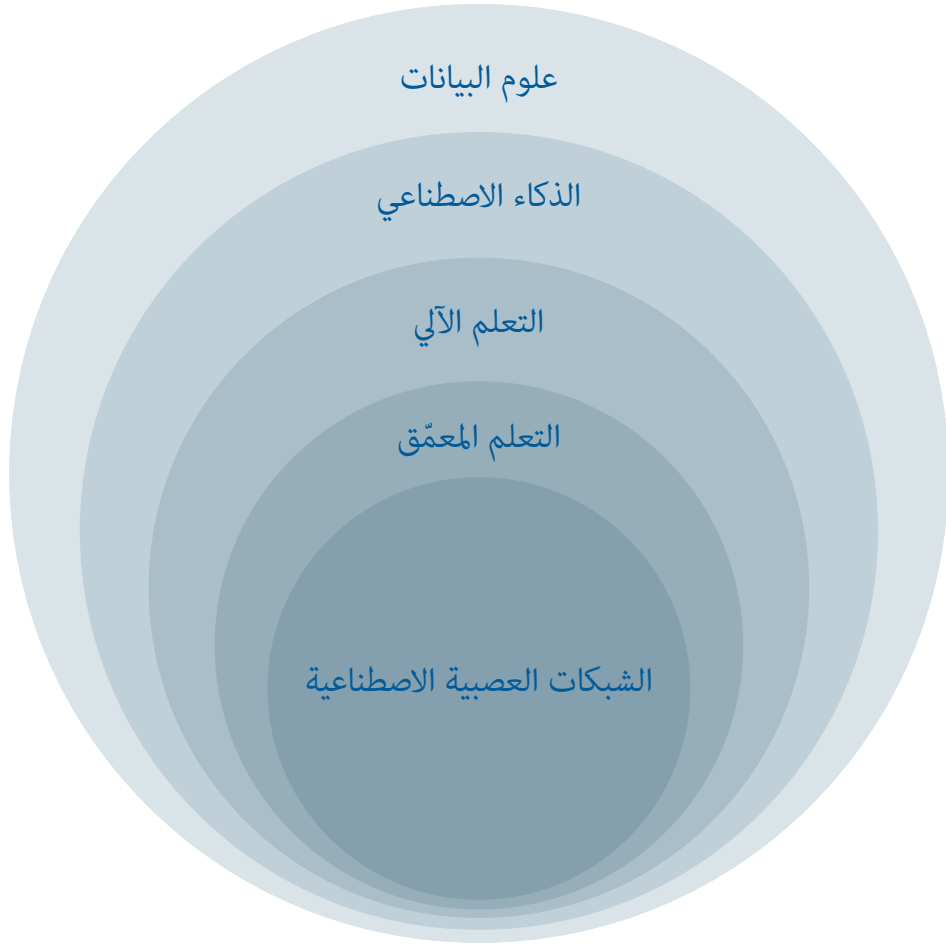 علوم البيانات
الذكاء الاصطناعي
التعلم الآلي
التعلم المعمّق
الشبكات العصبية الاصطناعية